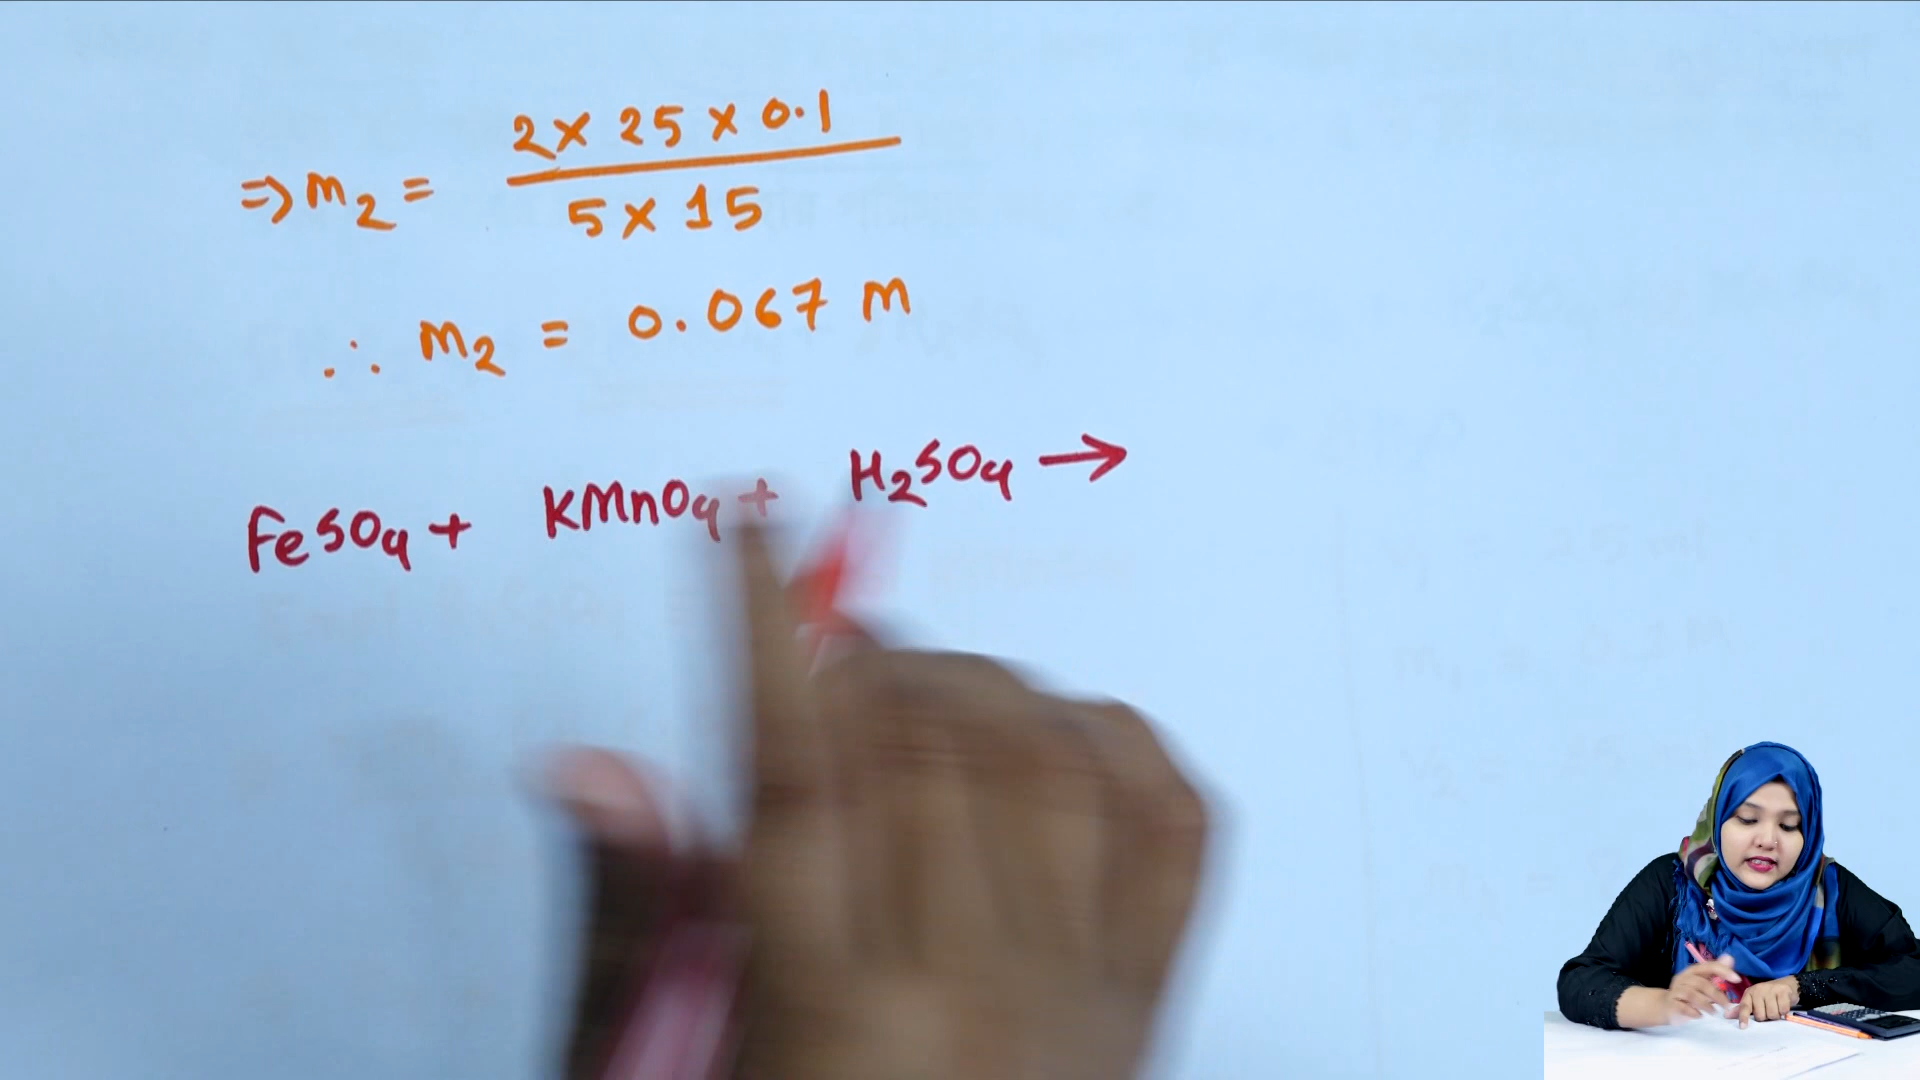 ⇒ m₂ = 2 × 25 × 0.1 / 5 × 15
∴ m₂ = 0.067 M
FeSO₄ + KMnO₄ + H₂SO₄ →